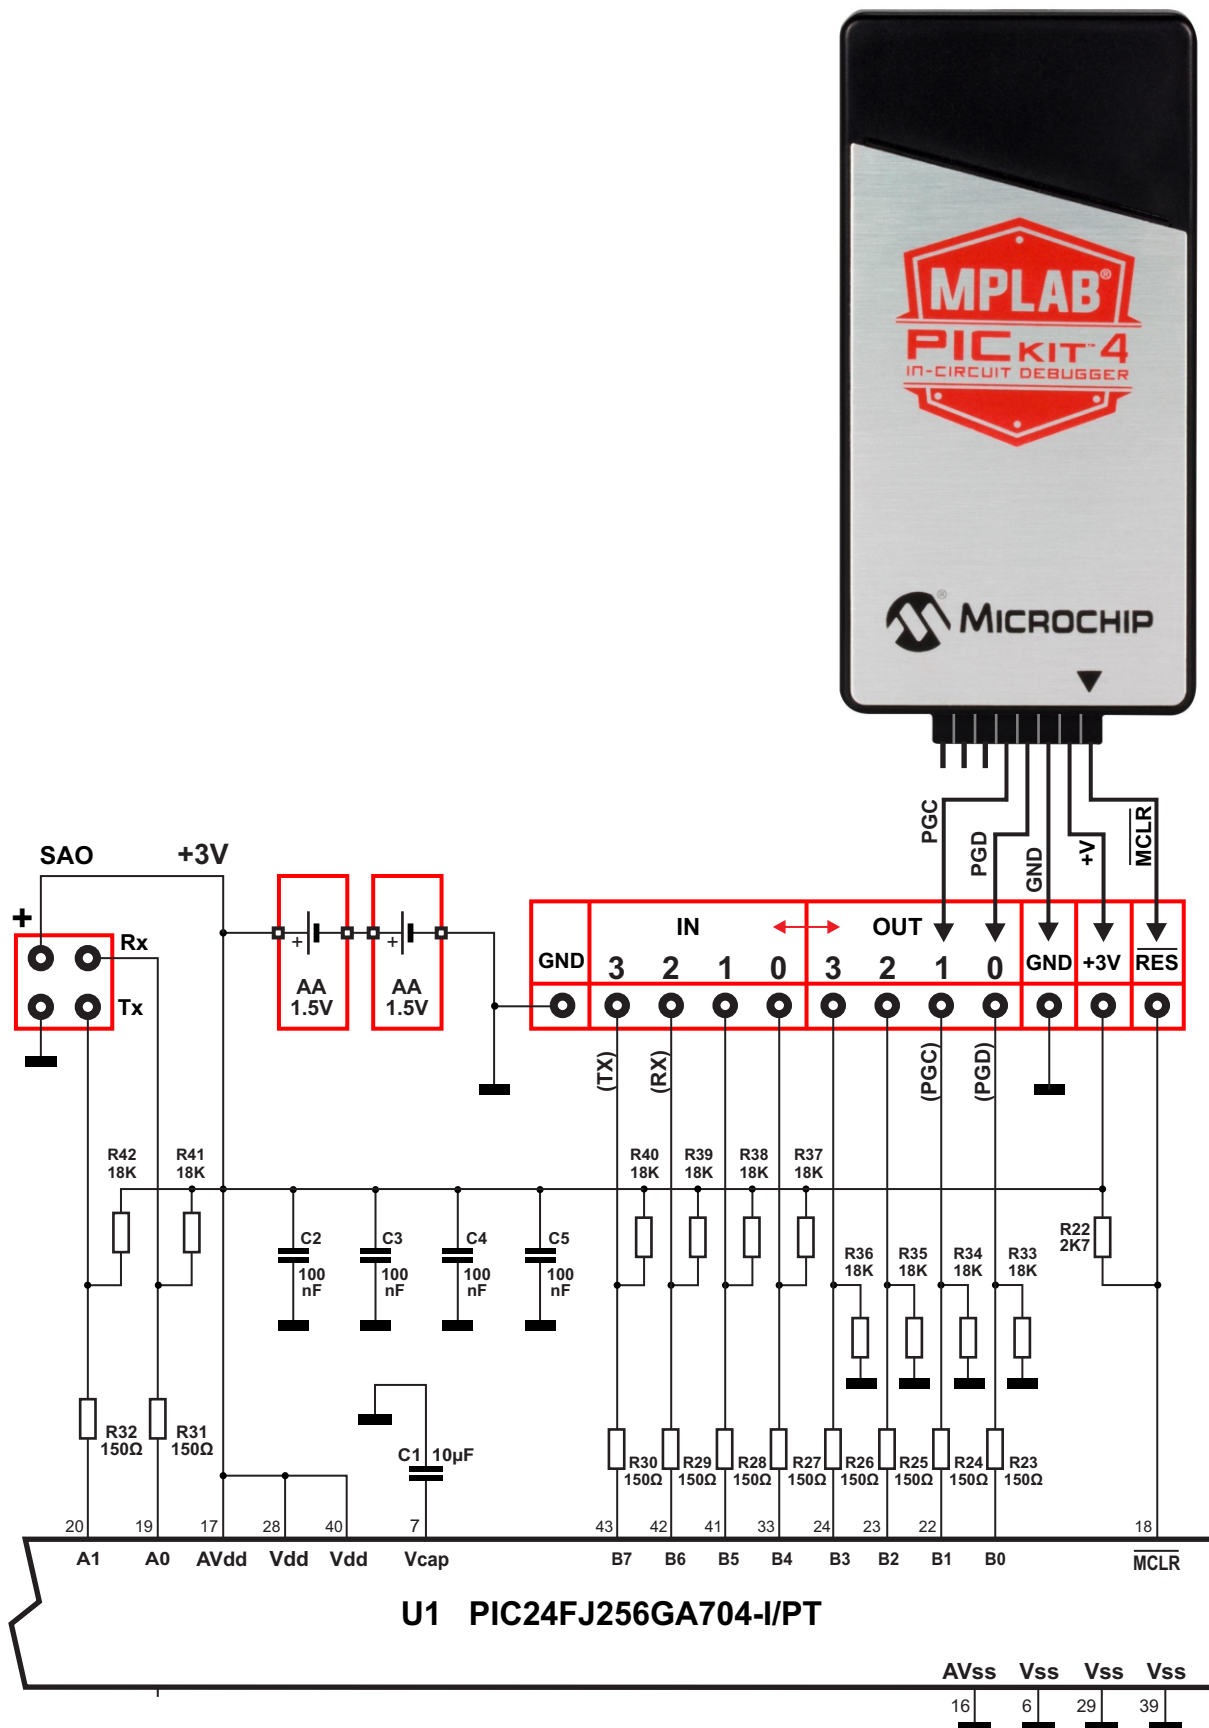 MPLAB®
PICKIT™4
IN-CIRCUIT DEBUGGER
MICROCHIP®
PGC
PGD
GND
+V
MCLR
SAO
+3V
+
Rx
Tx
+
AA
1.5V
+
AA
1.5V
GND
IN
OUT
3
2
1
0
3
2
1
0
GND
+3V
RES
(TX)
(RX)
(PGC)
(PGD)
R42
18K
R41
18K
R40
18K
R39
18K
R38
18K
R37
18K
C2
100
nF
C3
100
nF
C4
100
nF
C5
100
nF
R36
18K
R35
18K
R34
18K
R33
18K
R22
2K7
R32
150Ω
R31
150Ω
C1 10µF
R30
150Ω
R29
150Ω
R28
150Ω
R27
150Ω
R26
150Ω
R25
150Ω
R24
150Ω
R23
150Ω
20 19 17 28 40 7 43 42 41 33 24 23 22 18
A1 A0 AVdd Vdd Vdd Vcap B7 B6 B5 B4 B3 B2 B1 B0 MCLR
U1 PIC24FJ256GA704-I/PT
AVss Vss Vss Vss
16 6 29 39